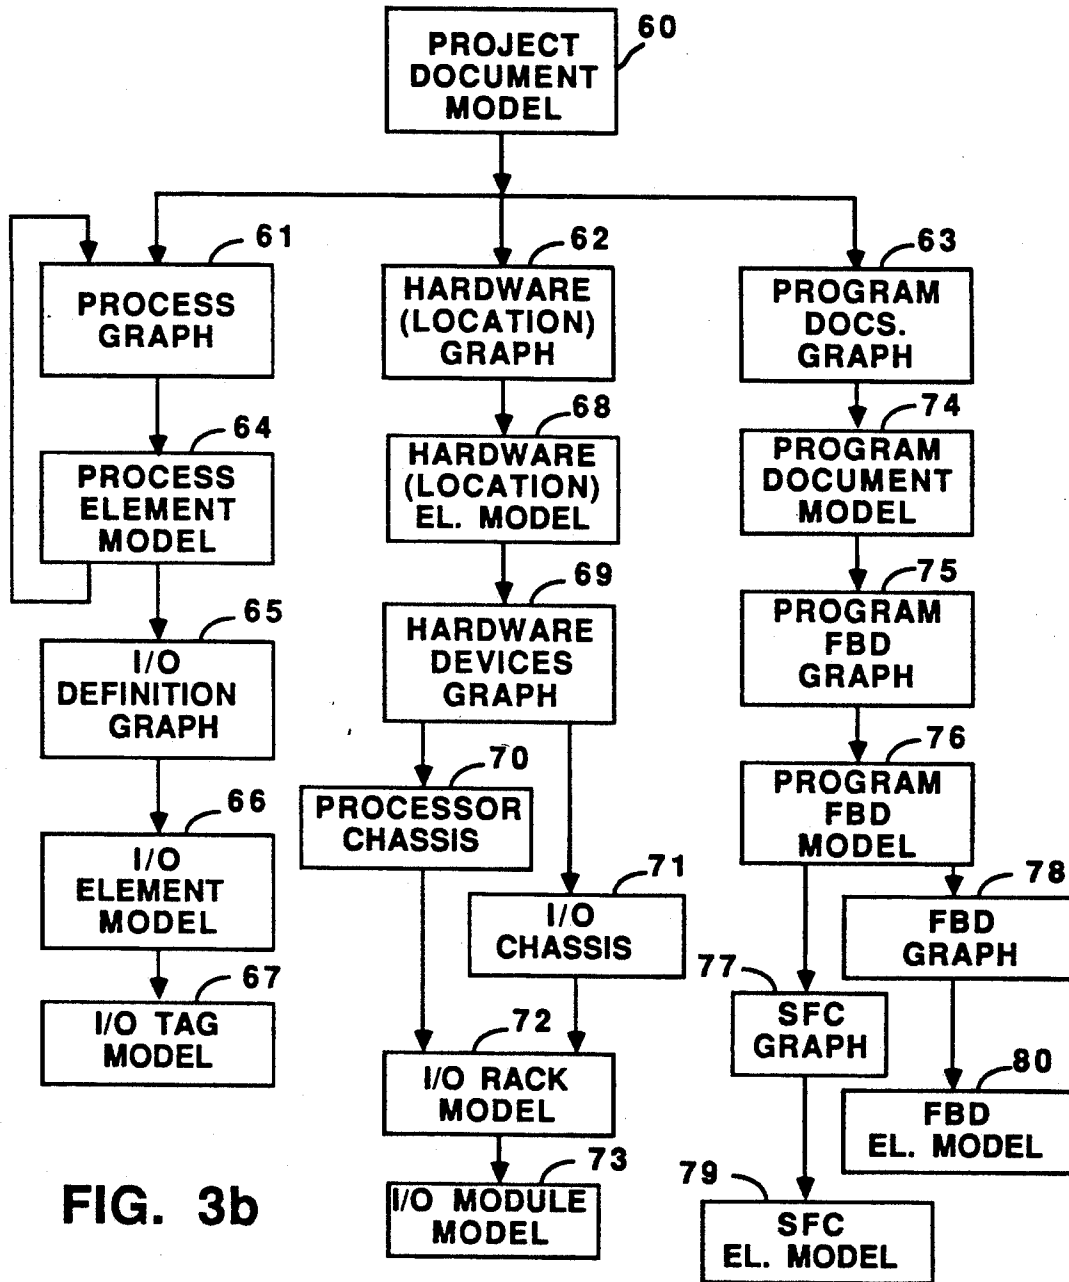 60
PROJECT
DOCUMENT
MODEL
61
PROCESS
GRAPH
62
HARDWARE
(LOCATION)
GRAPH
63
PROGRAM
DOCS.
GRAPH
64
PROCESS
ELEMENT
MODEL
68
HARDWARE
(LOCATION)
EL. MODEL
74
PROGRAM
DOCUMENT
MODEL
65
I/O
DEFINITION
GRAPH
69
HARDWARE
DEVICES
GRAPH
75
PROGRAM
FBD
GRAPH
66
I/O
ELEMENT
MODEL
70
PROCESSOR
CHASSIS
76
PROGRAM
FBD
MODEL
71
I/O
CHASSIS
78
FBD
GRAPH
67
I/O TAG
MODEL
72
I/O RACK
MODEL
77
SFC
GRAPH
80
FBD
EL. MODEL
73
I/O MODULE
MODEL
79
SFC
EL. MODEL
FIG. 3b